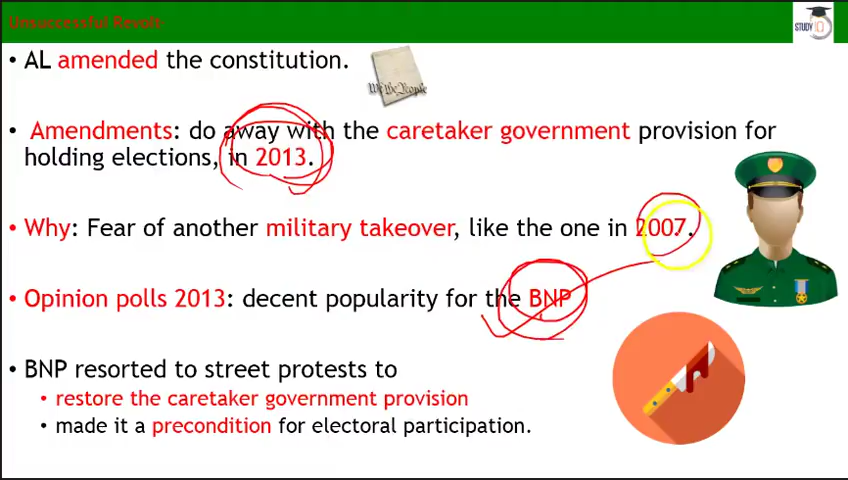 Unsuccessful Revolt
STUDY IQ
• AL amended the constitution.
We the People
• Amendments: do away with the caretaker government provision for
holding elections, in 2013.
• Why: Fear of another military takeover, like the one in 2007.
• Opinion polls 2013: decent popularity for the BNP
• BNP resorted to street protests to
• restore the caretaker government provision
• made it a precondition for electoral participation.